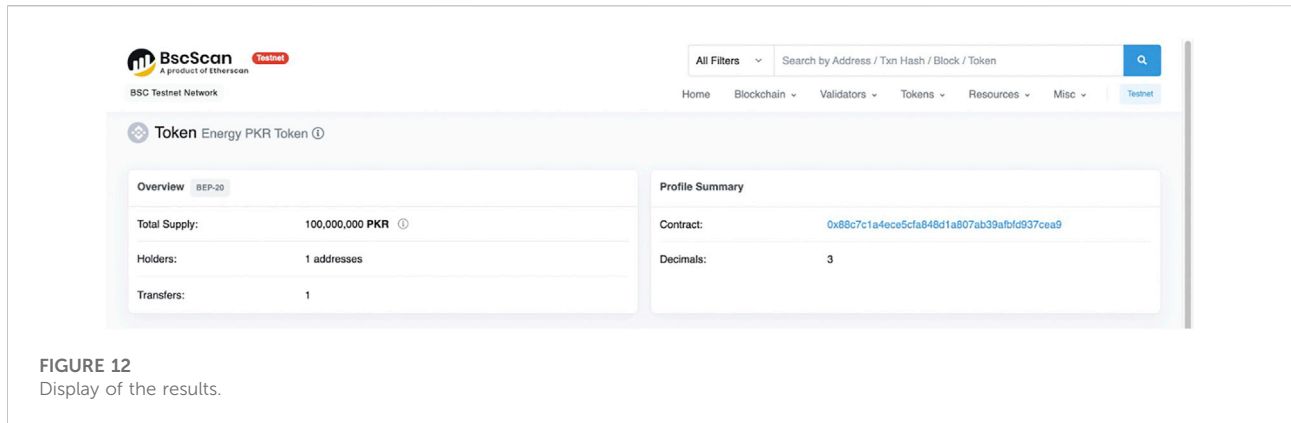 BscScan Testnet
A product of Etherscan
BSC Testnet Network
All Filters Search by Address / Txn Hash / Block / Token
Home Blockchain Validators Tokens Resources Misc Testnet
Token Energy PKR Token
Overview BEP-20
Total Supply: 100,000,000 PKR
Holders: 1 addresses
Transfers: 1
Profile Summary
Contract: 0x88c7c1a4ece5cfa848d1a807ab39afbfd937cea9
Decimals: 3
FIGURE 12
Display of the results.